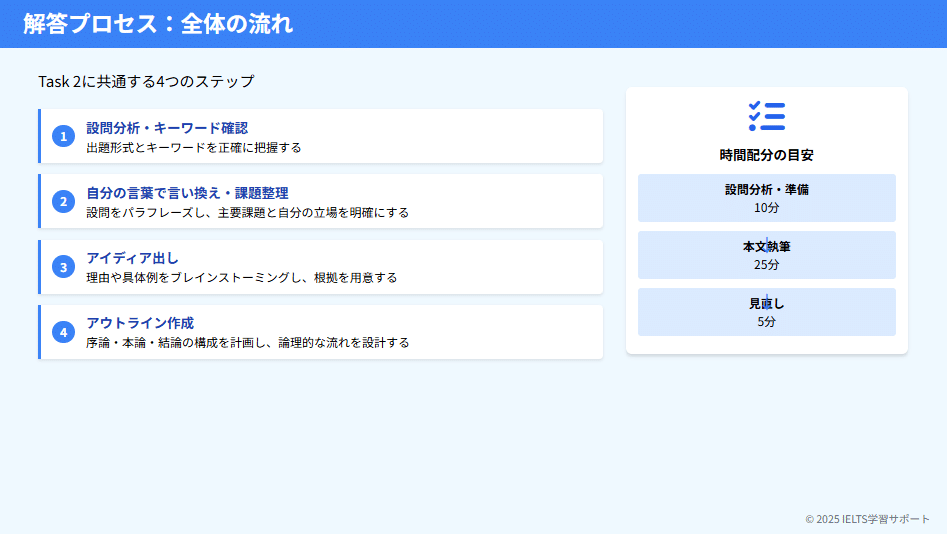 解答プロセス：全体の流れ
Task 2に共通する4つのステップ
1
設問分析・キーワード確認
出題形式とキーワードを正確に把握する
2
自分の言葉で言い換え・課題整理
設問をパラフレーズし、主要課題と自分の立場を明確にする
3
アイディア出し
理由や具体例をブレインストーミングし、根拠を用意する
4
アウトライン作成
序論・本論・結論の構成を計画し、論理的な流れを設計する
時間配分の目安
設問分析・準備
10分
本文執筆
25分
見直し
5分
© 2025 IELTS学習サポート